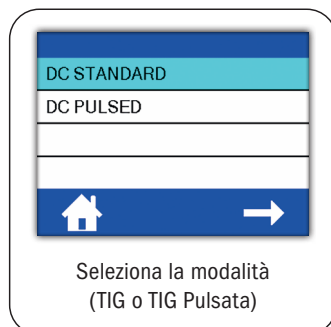 DC STANDARD
DC PULSED
Seleziona la modalità
(TIG o TIG Pulsata)